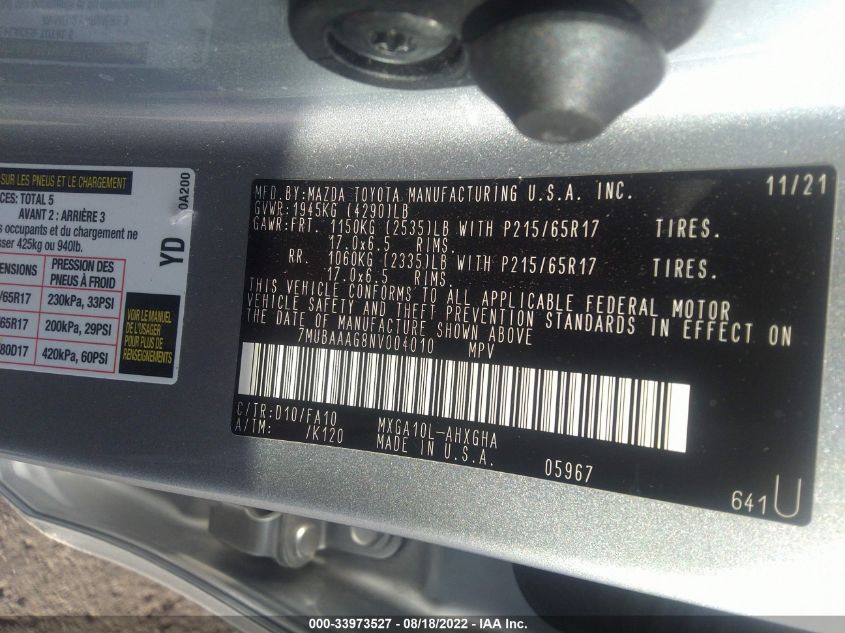 SUR LES PNEUS ET LE CHARGEMENT
CES: TOTAL 5
AVANT 2 : ARRIÈRE 3
occupants et du chargement ne
sser 425kg ou 940lb.
ENSIONS PRESSION DES PNEUS À FROID
/65R17 230kPa, 33PSI
65R17 200kPa, 29PSI
80D17 420kPa, 60PSI
VOIR LE MANUEL
DE L'USAGER
POUR PLUS DE
RENSEIGNEMENTS
YD
0A200
MFD.BY:MAZDA TOYOTA MANUFACTURING U.S.A. INC. 11/21
GVWR:1945KG (4290)LB
GAWR:FRT. 1150KG (2535)LB WITH P215/65R17 TIRES.
17.0x6.5 RIMS.
RR. 1060KG (2335)LB WITH P215/65R17 TIRES.
17.0x6.5 RIMS.
THIS VEHICLE CONFORMS TO ALL APPLICABLE FEDERAL MOTOR
VEHICLE SAFETY AND THEFT PREVENTION STANDARDS IN EFFECT ON
THE DATE OF MANUFACTURE SHOWN ABOVE
7MUBAAAG8NV004010 MPV
C/TR:D10/FA10 MXGA10L-AHXGHA
A/TM: /K120 MADE IN U.S.A.
05967
641U
000-33973527 - 08/18/2022 - IAA Inc.